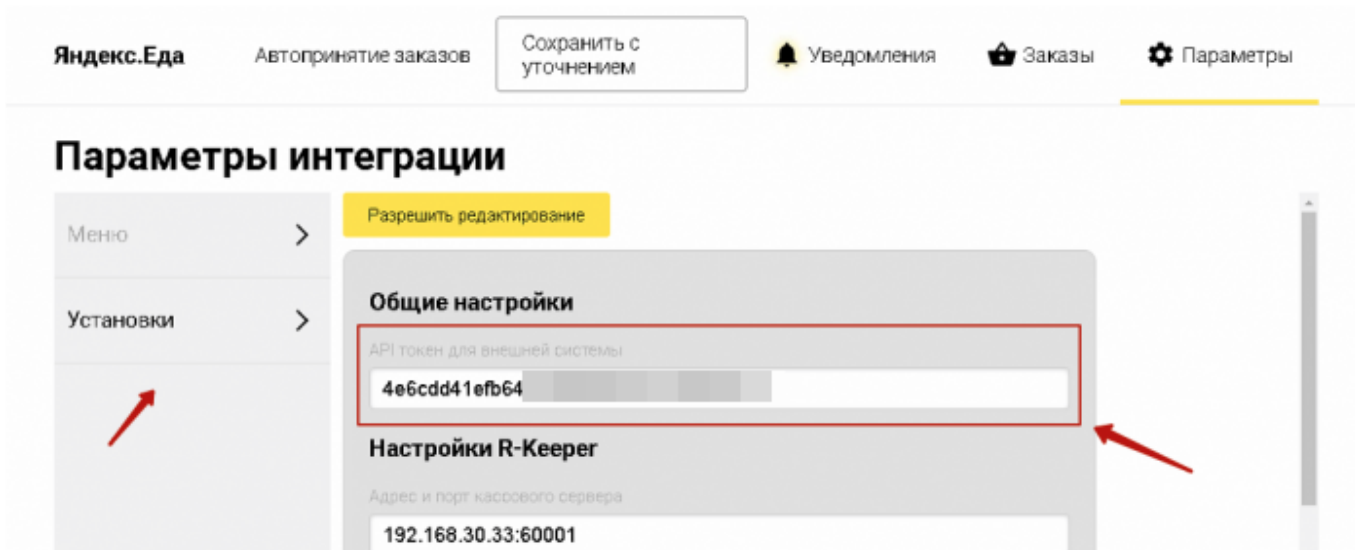 Яндекс.Еда Автопринятие заказов Сохранить с уточнением Уведомления Заказы Параметры
Параметры интеграции
Меню
Установки
Разрешить редактирование
Общие настройки
API токен для внешней системы
4e6cdd41efb64
Настройки R-Keeper
Адрес и порт кассового сервера
192.168.30.33:60001